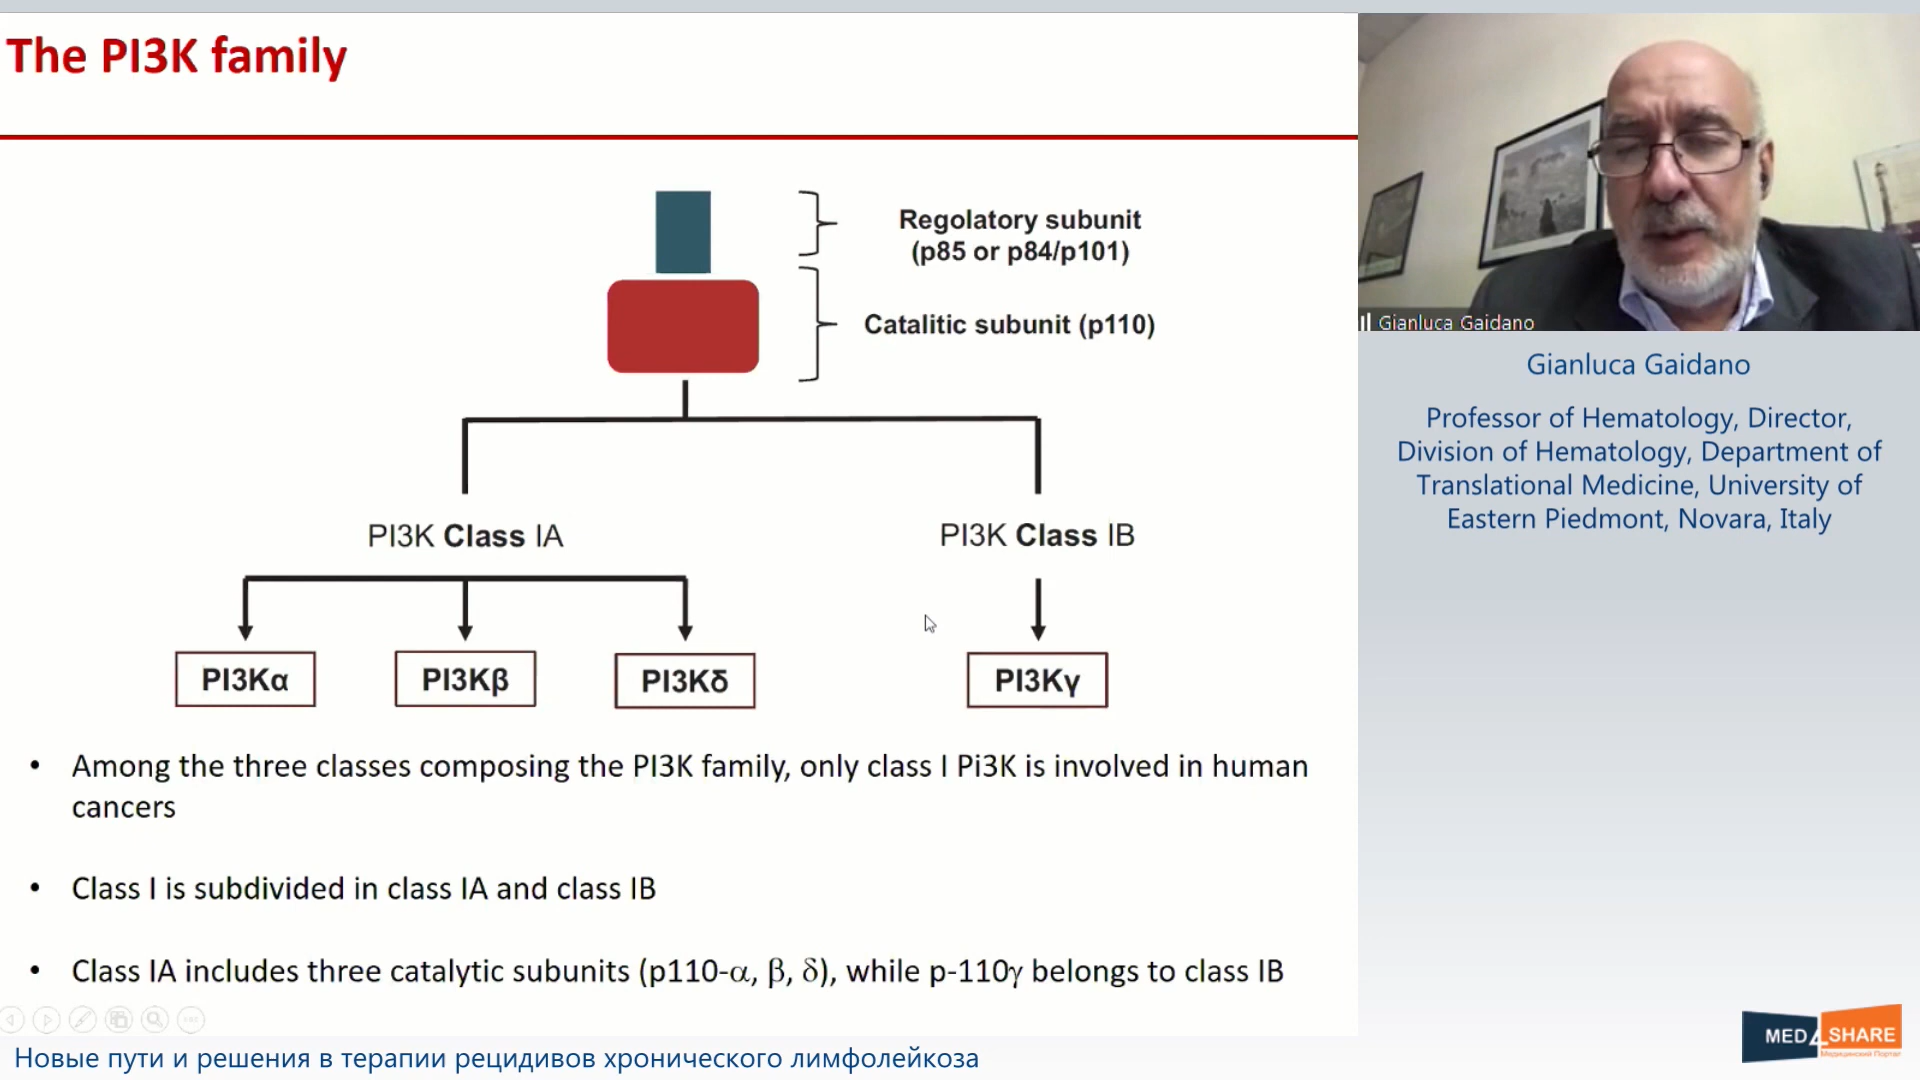 The PI3K family
Regolatory subunit
(p85 or p84/p101)
Catalitic subunit (p110)
PI3K Class IA
PI3K Class IB
PI3Kα
PI3Kβ
PI3Kδ
PI3Kγ
• Among the three classes composing the PI3K family, only class I Pi3K is involved in human
cancers
• Class I is subdivided in class IA and class IB
• Class IA includes three catalytic subunits (p110-α, β, δ), while p-110γ belongs to class IB
Gianluca Gaidano
Gianluca Gaidano
Professor of Hematology, Director,
Division of Hematology, Department of
Translational Medicine, University of
Eastern Piedmont, Novara, Italy
Новые пути и решения в терапии рецидивов хронического лимфолейкоза
MED4SHARE
Медицинский Портал